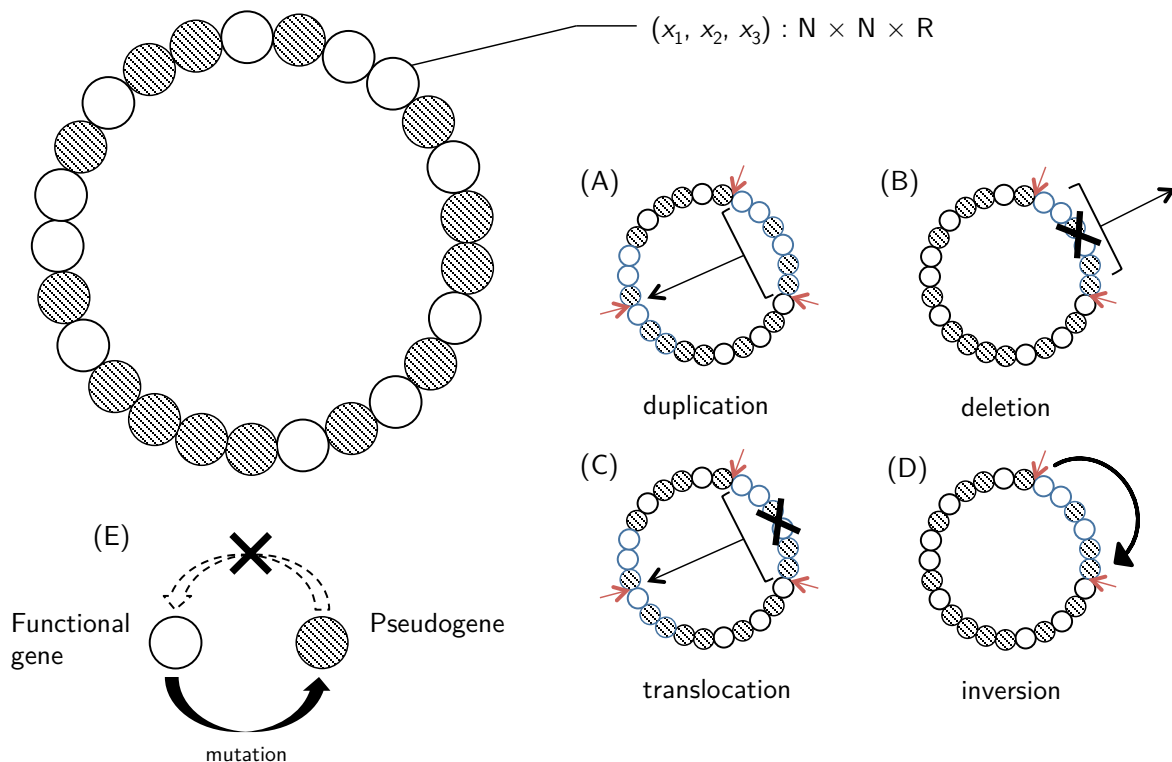 (x₁, x₂, x₃) : N × N × R
(A)
(B)
duplication
deletion
(C)
(D)
translocation
inversion
(E)
Functional
gene
Pseudogene
mutation